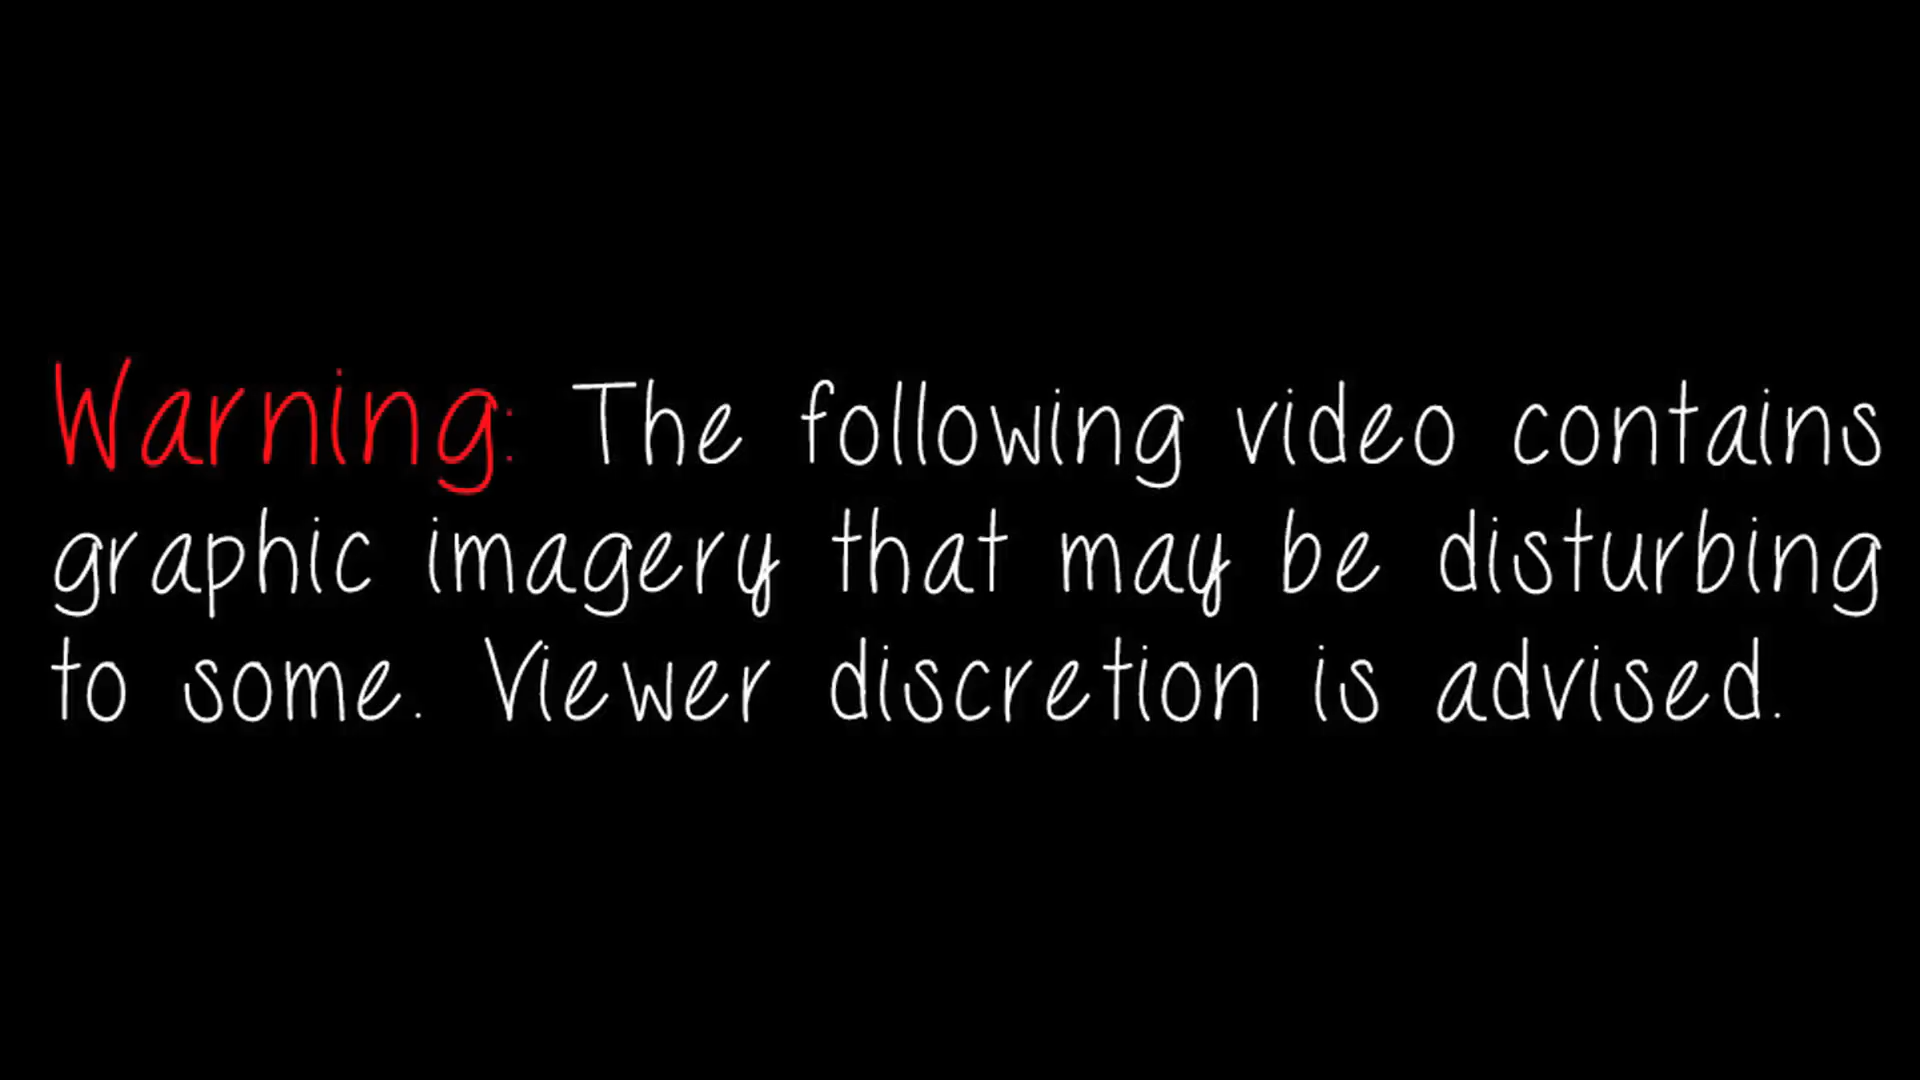 Warning: The following video contains
graphic imagery that may be disturbing
to some. Viewer discretion is advised.